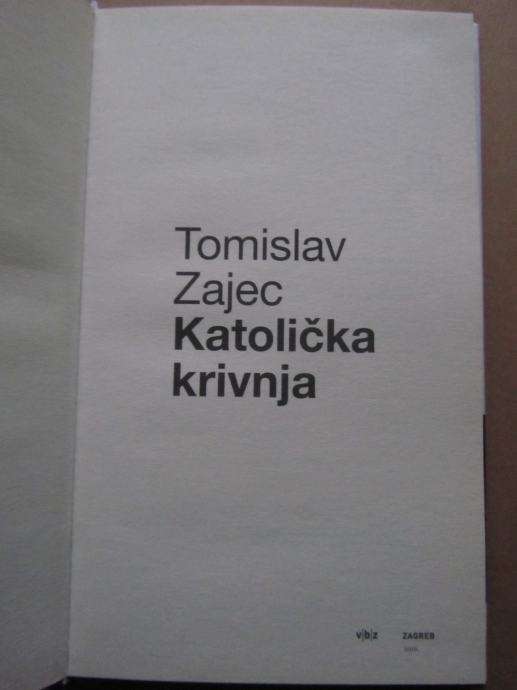 Tomislav
Zajec
Katolička
krivnja
v|b|z ZAGREB